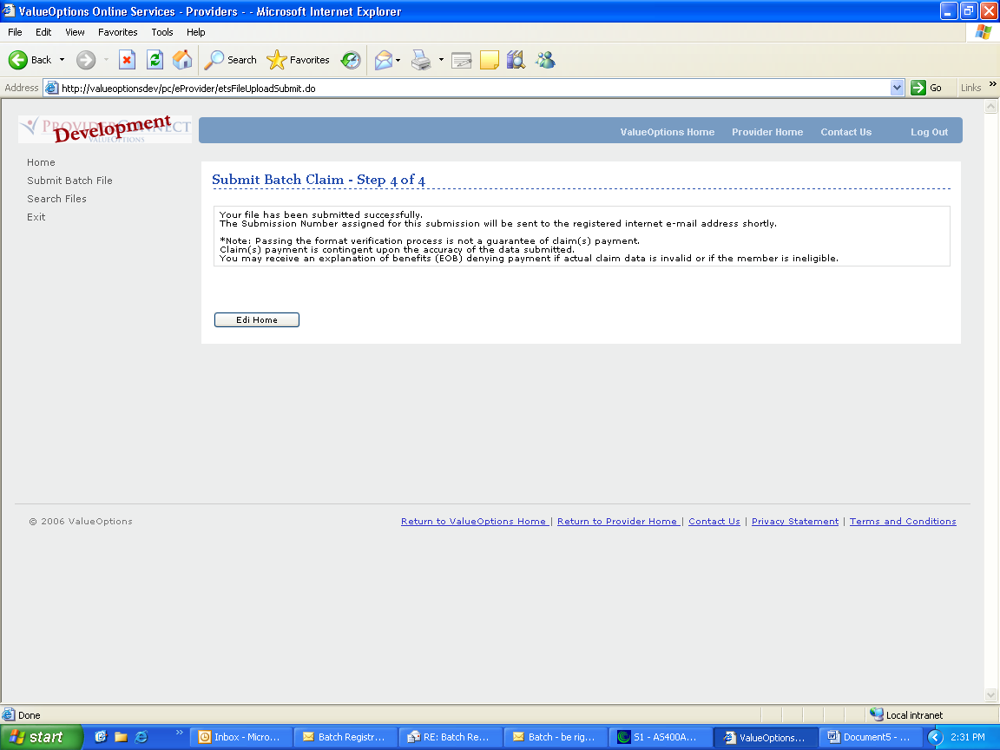 ValueOptions Online Services - Providers - - Microsoft Internet Explorer
File Edit View Favorites Tools Help
Back Search Favorites
Address http://valueoptionsdev/pc/eProvider/etsFileUploadSubmit.do Go Links »
PROVIDERCONNECT
VALUEOPTIONS
Development
ValueOptions Home Provider Home Contact Us Log Out
Home
Submit Batch File
Search Files
Exit
Submit Batch Claim - Step 4 of 4
Your file has been submitted successfully.
The Submission Number assigned for this submission will be sent to the registered internet e-mail address shortly.
*Note: Passing the format verification process is not a guarantee of claim(s) payment.
Claim(s) payment is contingent upon the accuracy of the data submitted.
You may receive an explanation of benefits (EOB) denying payment if actual claim data is invalid or if the member is ineligible.
Edi Home
© 2006 ValueOptions
Return to ValueOptions Home | Return to Provider Home | Contact Us | Privacy Statement | Terms and Conditions
Done Local intranet
start » Inbox - Micro... Batch Registr... RE: Batch Re... Batch - be rig... S1 - AS400A... ValueOptions... Document5 - ... 2:31 PM